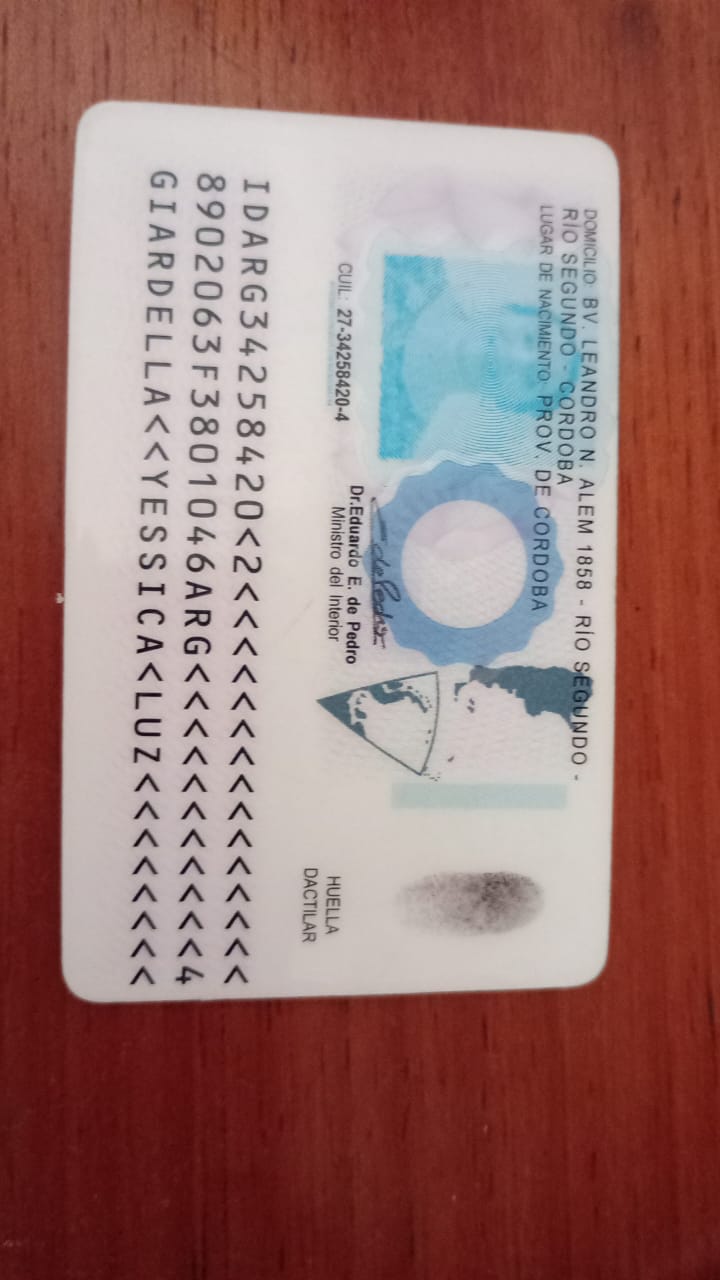 DOMICILIO: BV. LEANDRO N. ALEM 1858 - RÍO SEGUNDO -
RÍO SEGUNDO - CORDOBA
LUGAR DE NACIMIENTO: PROV. DE CORDOBA
CUIL: 27-34258420-4
Dr.Eduardo E. de Pedro
Ministro del Interior
HUELLA
DACTILAR
IDARG34258420<2<<<<<<<<<<<<<<<
8902063F3801046ARG<<<<<<<<<<<4
GIARDELLA<<YESSICA<LUZ<<<<<<<<